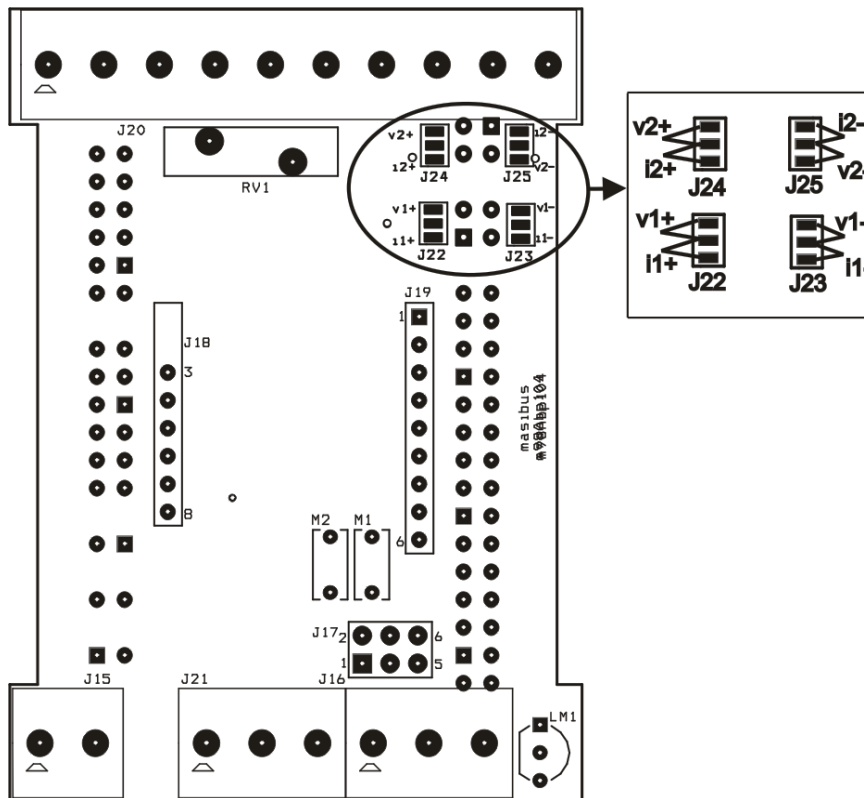 J20
RV1
v2+
i2+
J24
i2-
v2-
J25
v1+
i1+
J22
v1-
i1-
J23
v2+
i2+
J24
J25
i2-
v1+
i1+
J22
J23
J19
1
J18
3
8
masibus
M2
M1
6
J17
2
6
1
5
J15
J21
J16
LM1